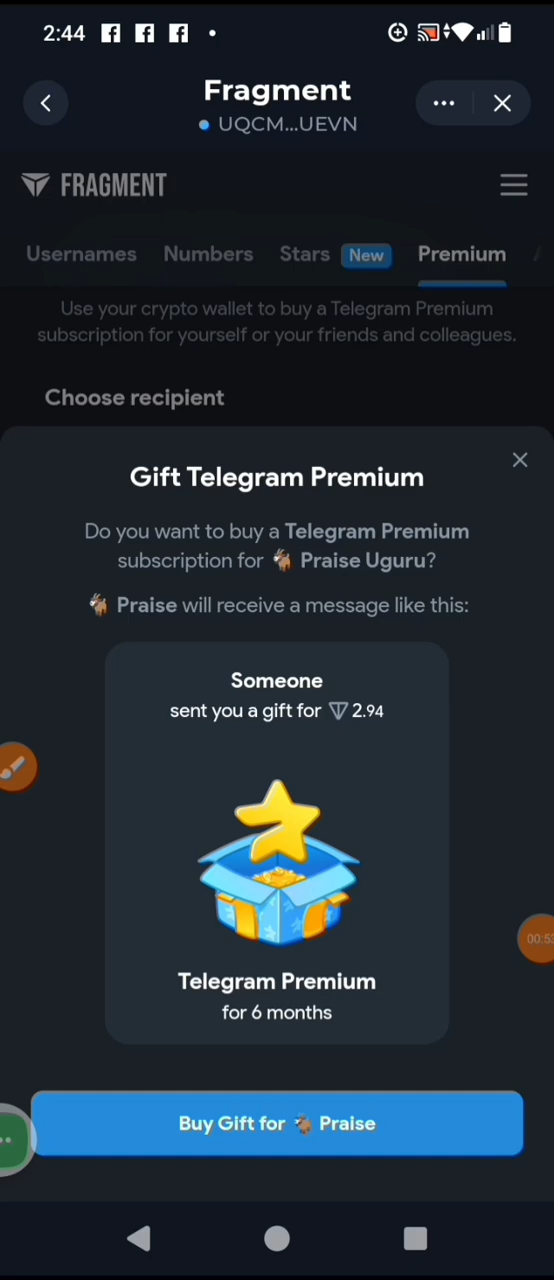 2:44
Fragment
UQCM...UEVN
FRAGMENT
Usernames Numbers Stars New Premium
Use your crypto wallet to buy a Telegram Premium
subscription for yourself or your friends and colleagues.
Choose recipient
Gift Telegram Premium
Do you want to buy a Telegram Premium
subscription for 🐐 Praise Uguru?
🐐 Praise will receive a message like this:
Someone
sent you a gift for 2.94
Telegram Premium
for 6 months
Buy Gift for 🐐 Praise